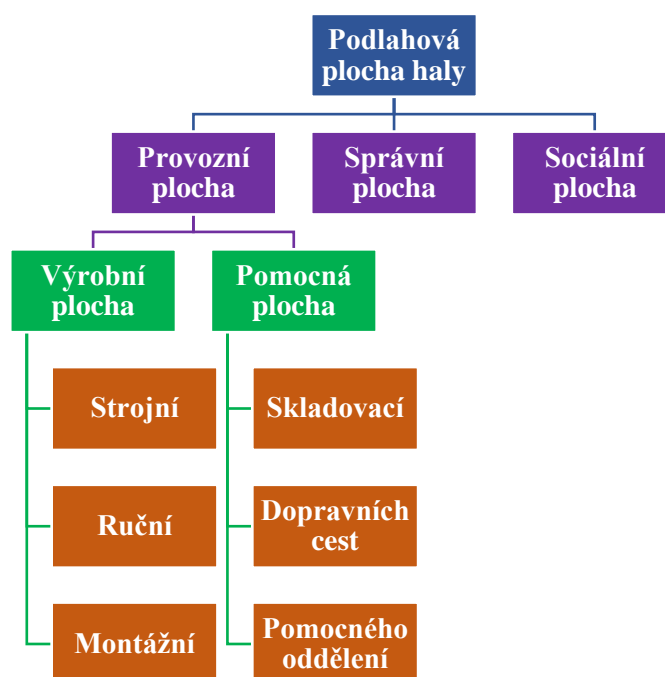 Podlahová
plocha haly
Provozní
plocha
Správní
plocha
Sociální
plocha
Výrobní
plocha
Pomocná
plocha
Strojní
Skladovací
Ruční
Dopravních
cest
Montážní
Pomocného
oddělení